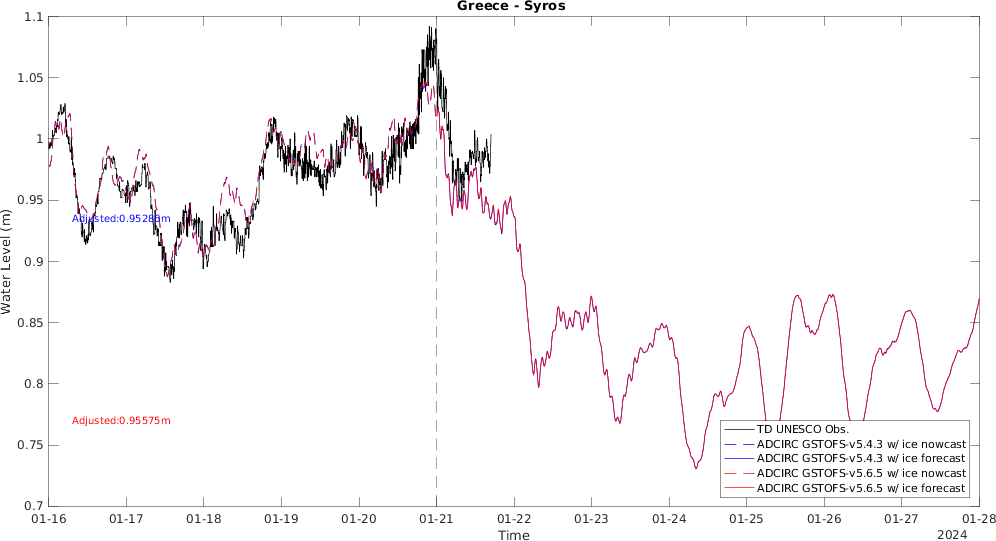 Greece - Syros
1.1
1.05
1
0.95
0.9
0.85
0.8
0.75
0.7
Water Level (m)
Adjusted:0.95286m
Adjusted:0.95575m
TD UNESCO Obs.
ADCIRC GSTOFS-v5.4.3 w/ ice nowcast
ADCIRC GSTOFS-v5.4.3 w/ ice forecast
ADCIRC GSTOFS-v5.6.5 w/ ice nowcast
ADCIRC GSTOFS-v5.6.5 w/ ice forecast
01-16 01-17 01-18 01-19 01-20 01-21 01-22 01-23 01-24 01-25 01-26 01-27 01-28
Time
2024